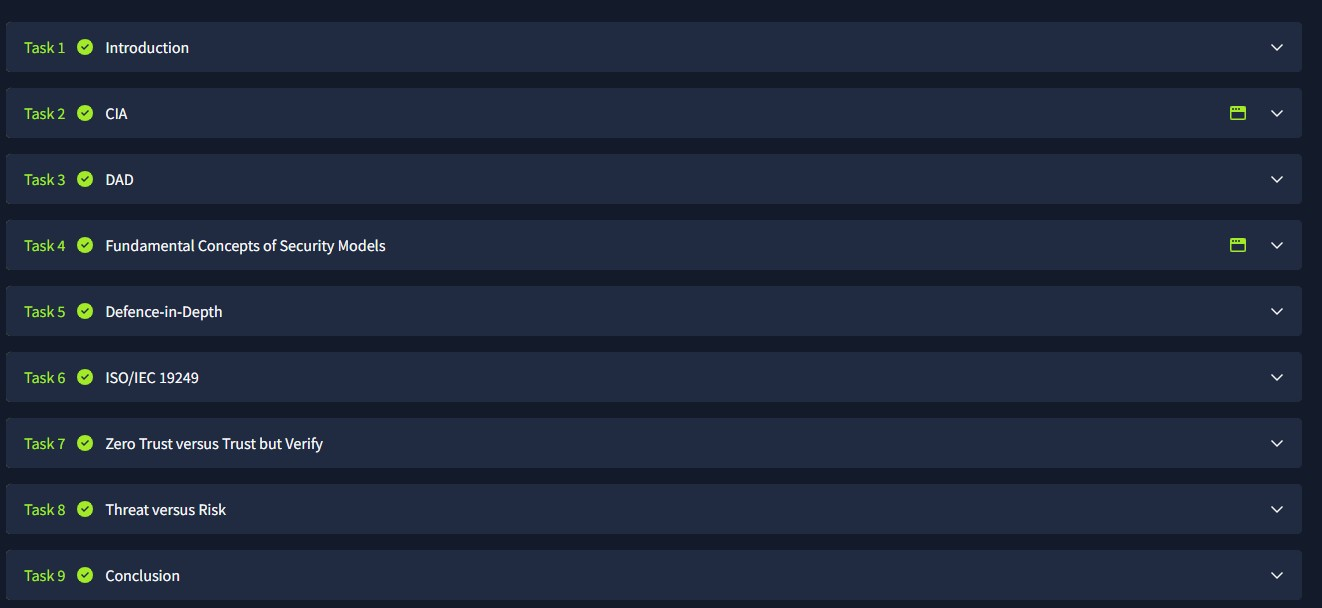 Task 1 Introduction
Task 2 CIA
Task 3 DAD
Task 4 Fundamental Concepts of Security Models
Task 5 Defence-in-Depth
Task 6 ISO/IEC 19249
Task 7 Zero Trust versus Trust but Verify
Task 8 Threat versus Risk
Task 9 Conclusion